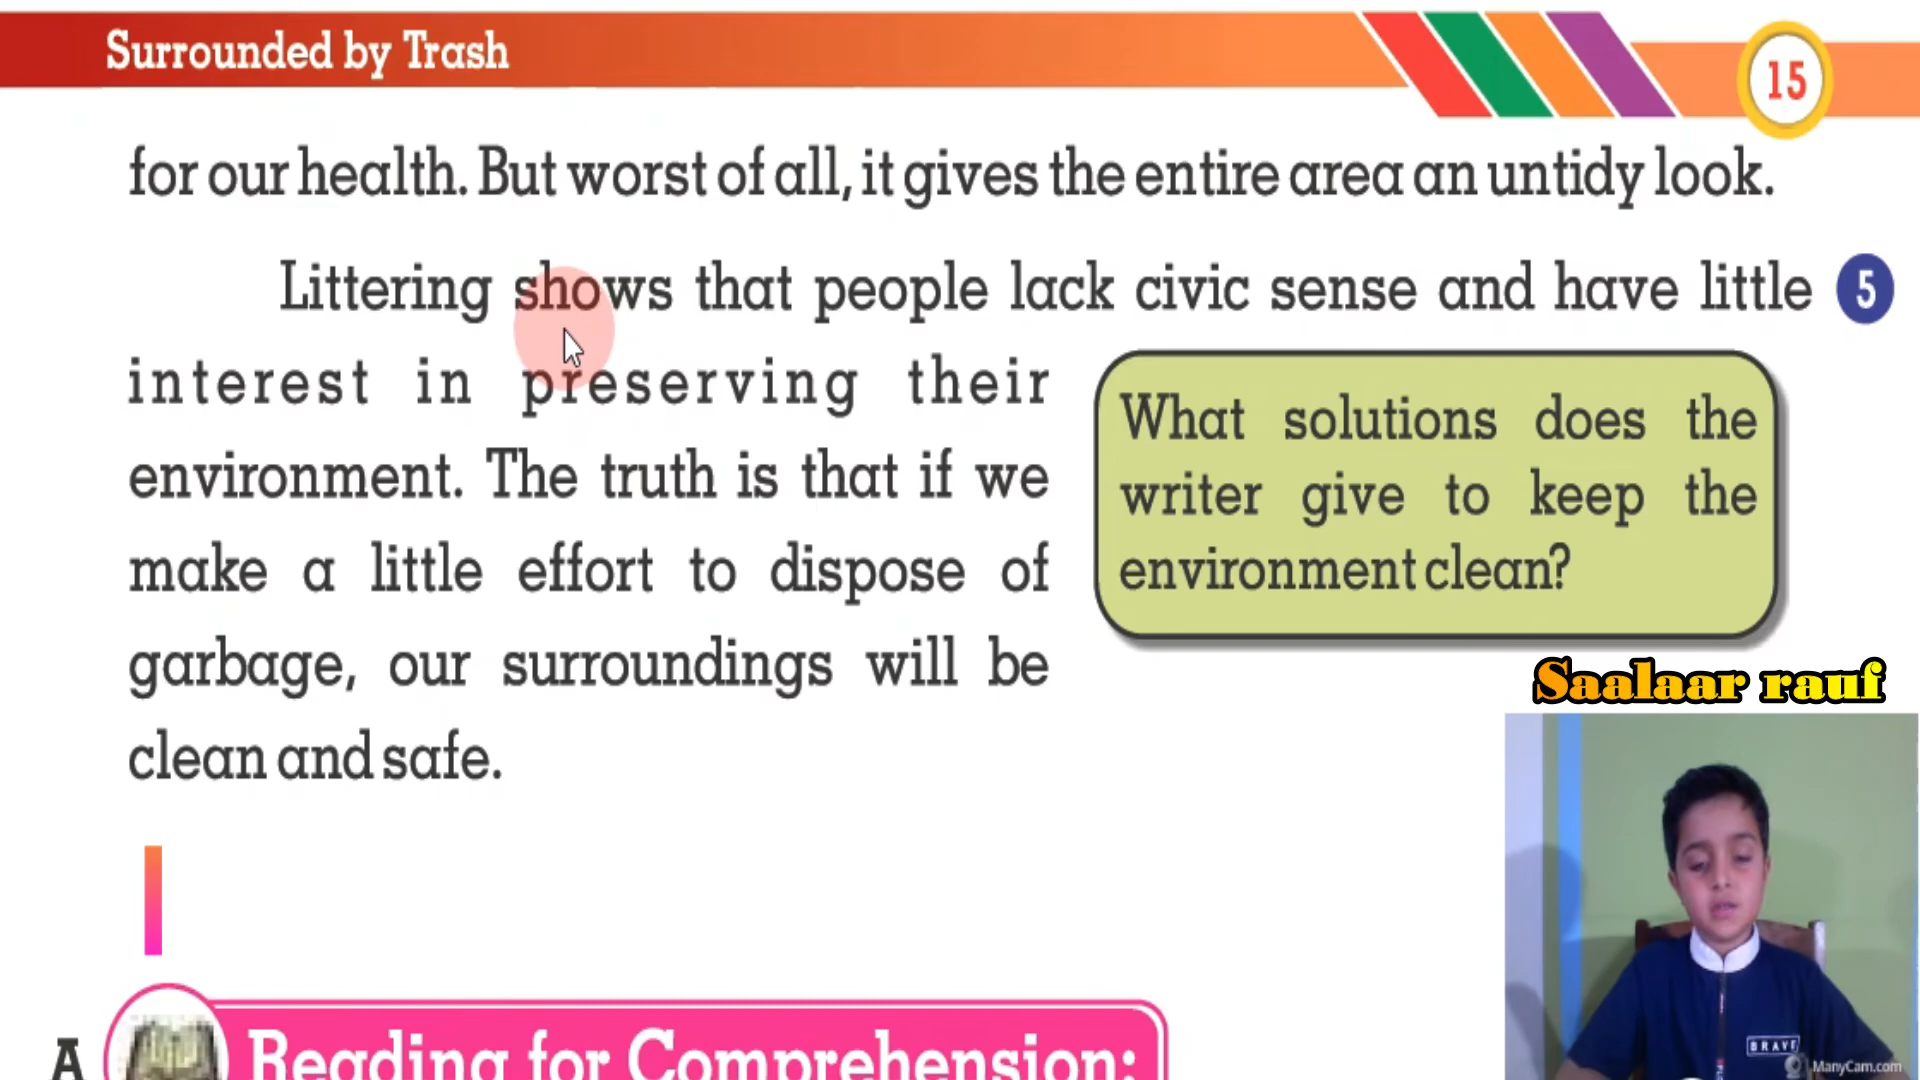 Surrounded by Trash
15
for our health. But worst of all, it gives the entire area an untidy look.
Littering shows that people lack civic sense and have little
5
interest in preserving their
environment. The truth is that if we
make a little effort to dispose of
garbage, our surroundings will be
clean and safe.
What solutions does the
writer give to keep the
environment clean?
Saalaar rauf
BRAVE
ManyCam.com
A
Reading for Comprehension: